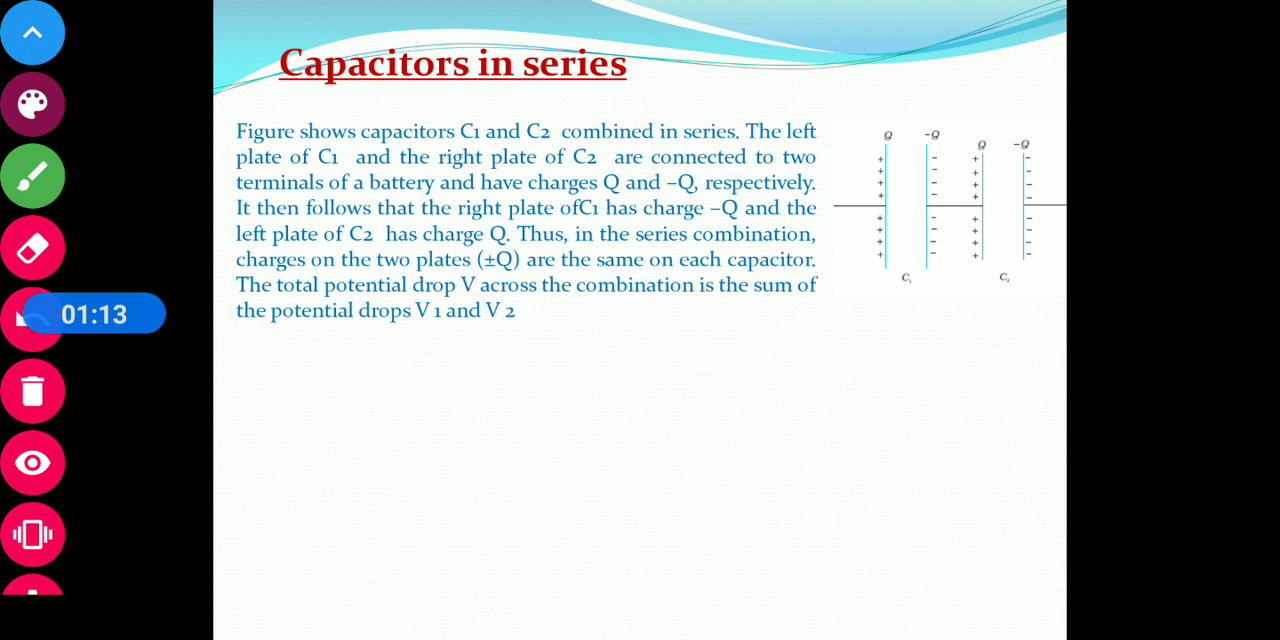 Capacitors in series
Figure shows capacitors C1 and C2 combined in series. The left
plate of C1 and the right plate of C2 are connected to two
terminals of a battery and have charges Q and –Q, respectively.
It then follows that the right plate ofC1 has charge –Q and the
left plate of C2 has charge Q. Thus, in the series combination,
charges on the two plates (±Q) are the same on each capacitor.
The total potential drop V across the combination is the sum of
the potential drops V 1 and V 2
Q -Q Q -Q
C1 C2
01:13